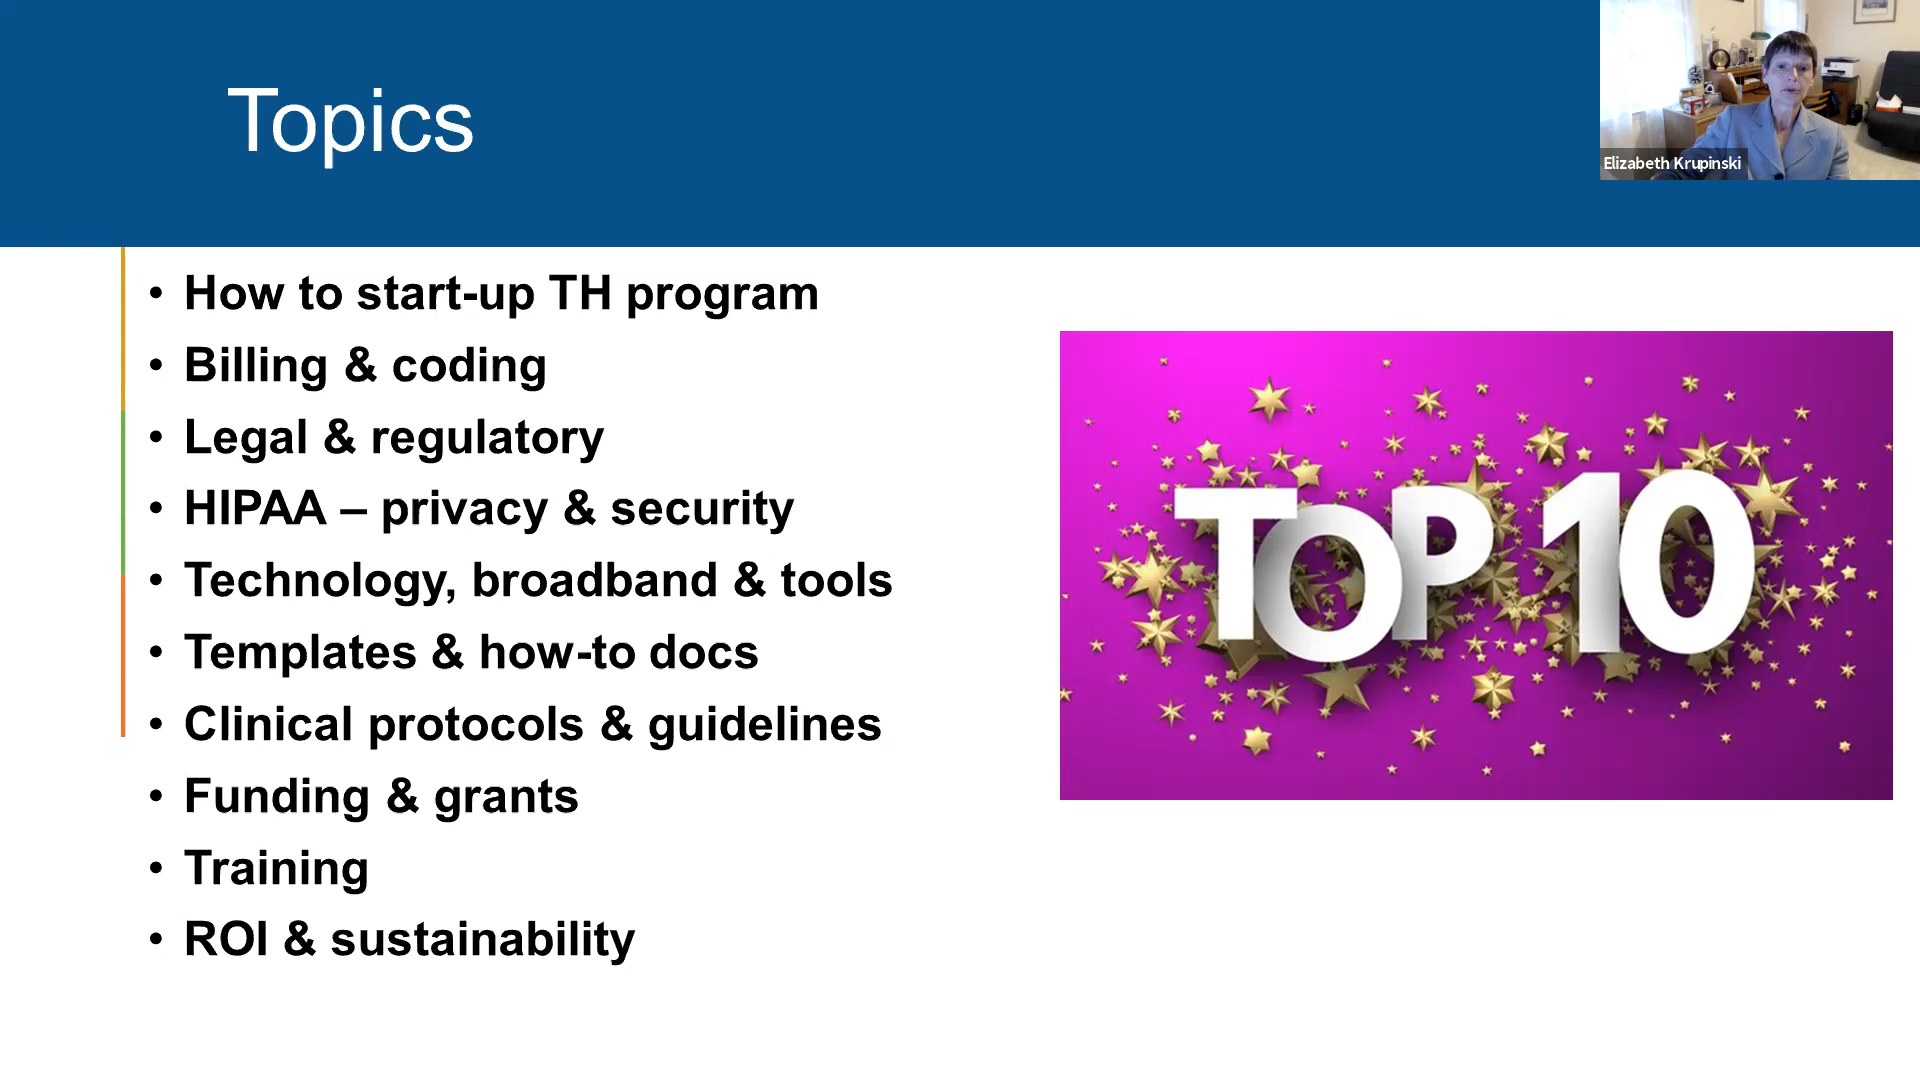 Topics
Elizabeth Krupinski
• How to start-up TH program
• Billing & coding
• Legal & regulatory
• HIPAA – privacy & security
• Technology, broadband & tools
• Templates & how-to docs
• Clinical protocols & guidelines
• Funding & grants
• Training
• ROI & sustainability
TOP 10